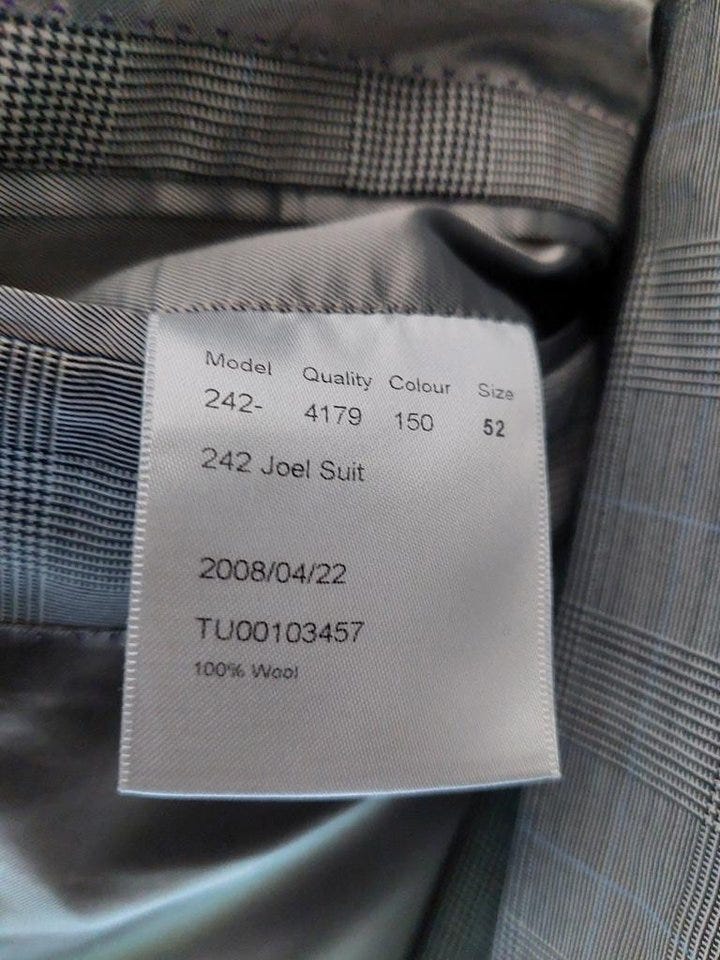 Model Quality Colour Size
242- 4179 150 52
242 Joel Suit
2008/04/22
TU00103457
100% Wool